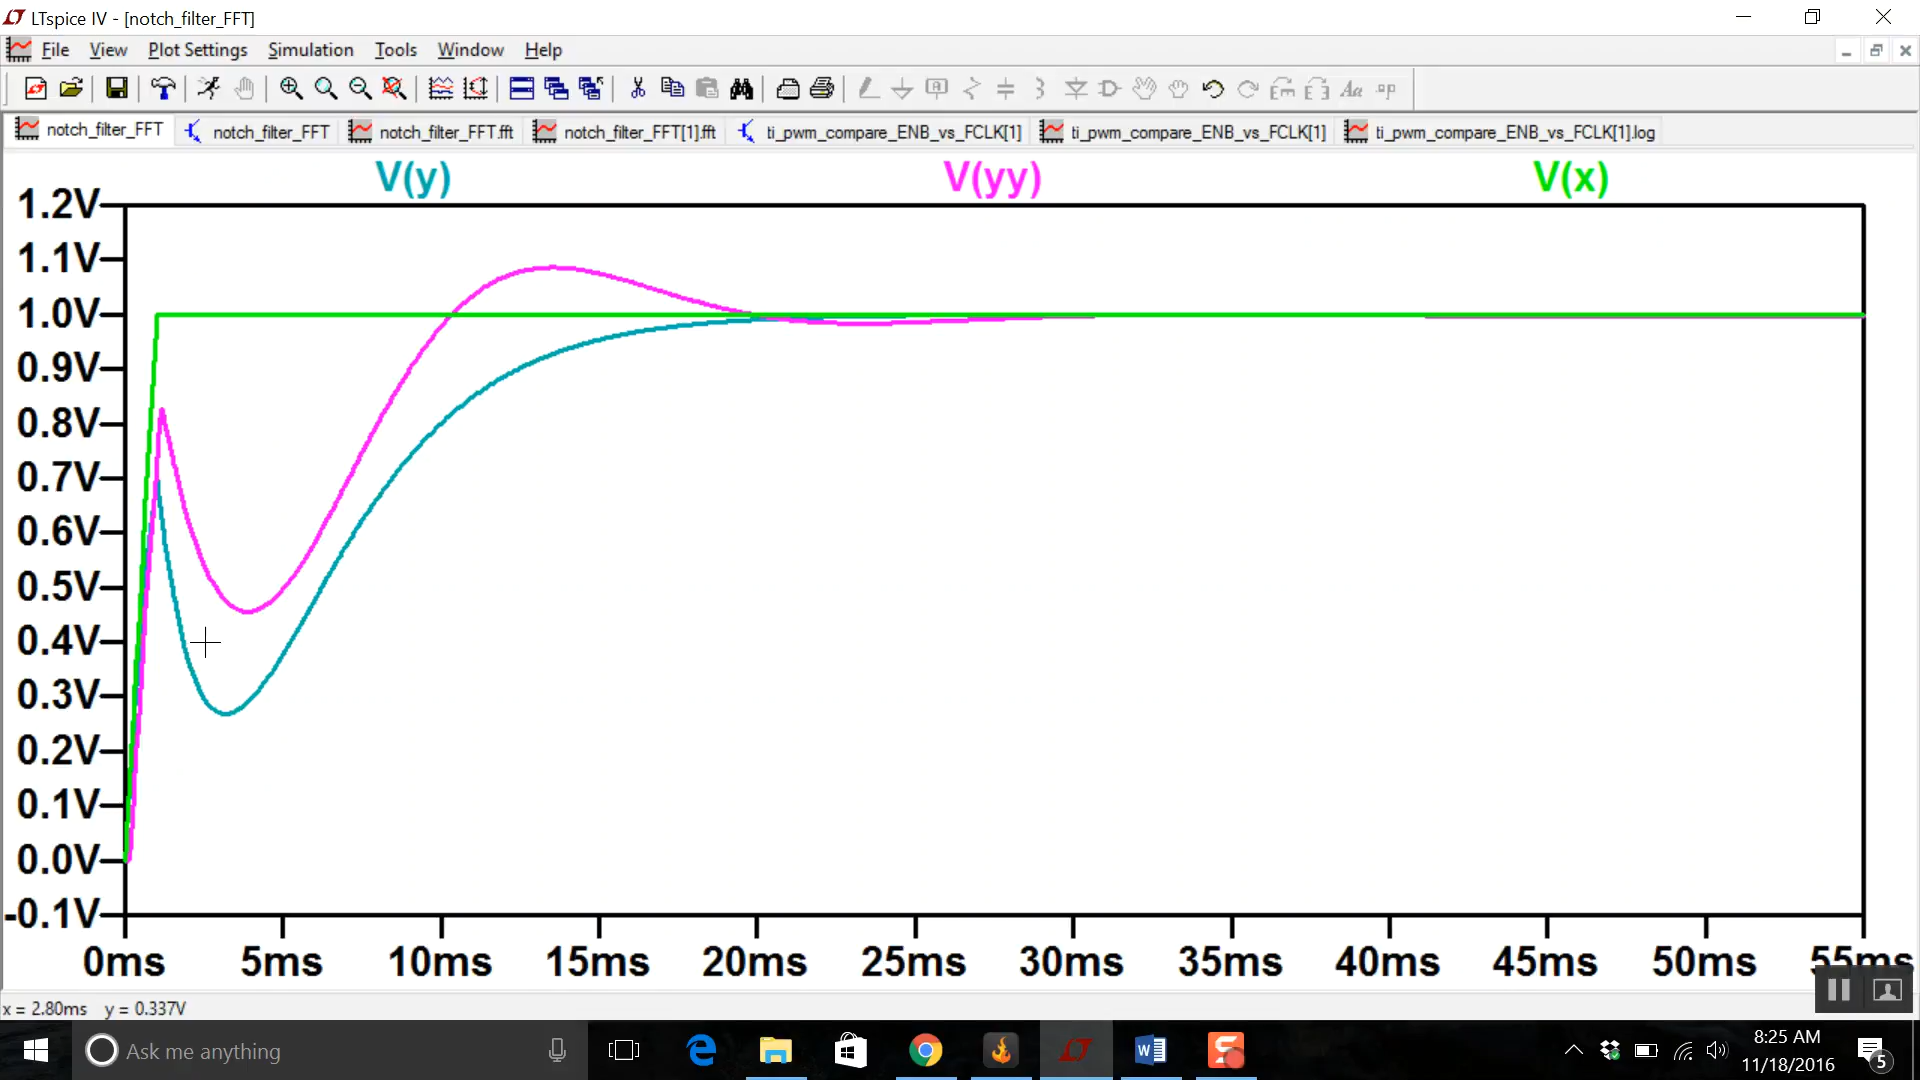 LTspice IV - [notch_filter_FFT]
File View Plot Settings Simulation Tools Window Help
notch_filter_FFT notch_filter_FFT notch_filter_FFT.fft notch_filter_FFT[1].fft ti_pwm_compare_ENB_vs_FCLK[1] ti_pwm_compare_ENB_vs_FCLK[1] ti_pwm_compare_ENB_vs_FCLK[1].log
V(y) V(yy) V(x)
1.2V
1.1V
1.0V
0.9V
0.8V
0.7V
0.6V
0.5V
0.4V
0.3V
0.2V
0.1V
0.0V
-0.1V
0ms 5ms 10ms 15ms 20ms 25ms 30ms 35ms 40ms 45ms 50ms 55ms
x = 2.80ms y = 0.337V
Ask me anything
8:25 AM
11/18/2016
5